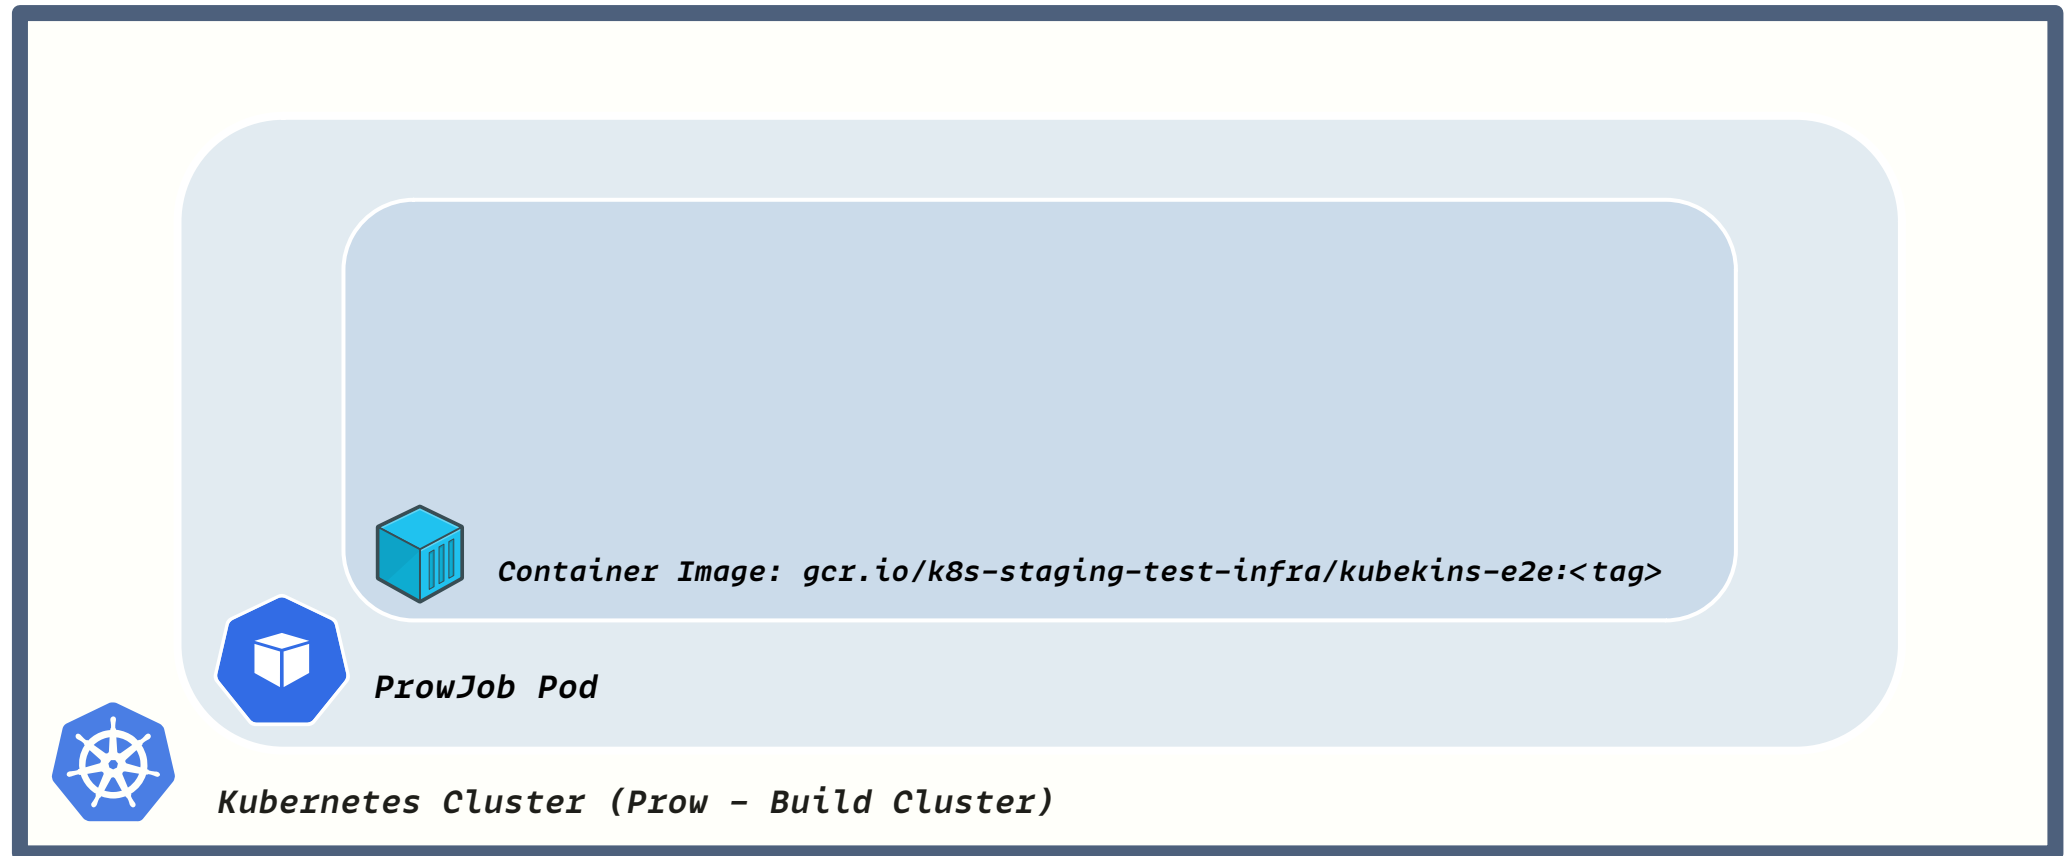 Container Image: gcr.io/k8s-staging-test-infra/kubekins-e2e:<tag>
ProwJob Pod
Kubernetes Cluster (Prow - Build Cluster)